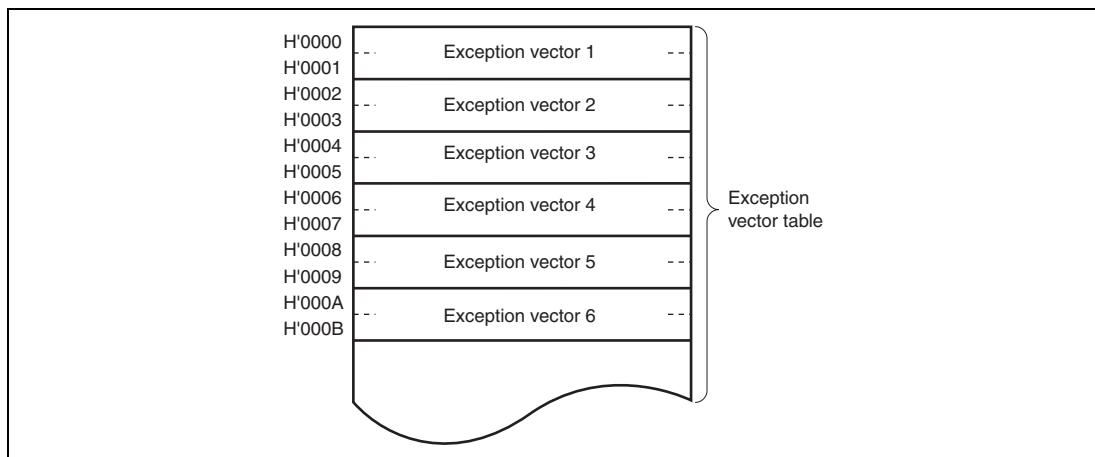 H'0000
Exception vector 1
H'0001
H'0002
Exception vector 2
H'0003
H'0004
Exception vector 3
H'0005
H'0006
Exception vector 4
H'0007
Exception
vector table
H'0008
Exception vector 5
H'0009
H'000A
Exception vector 6
H'000B